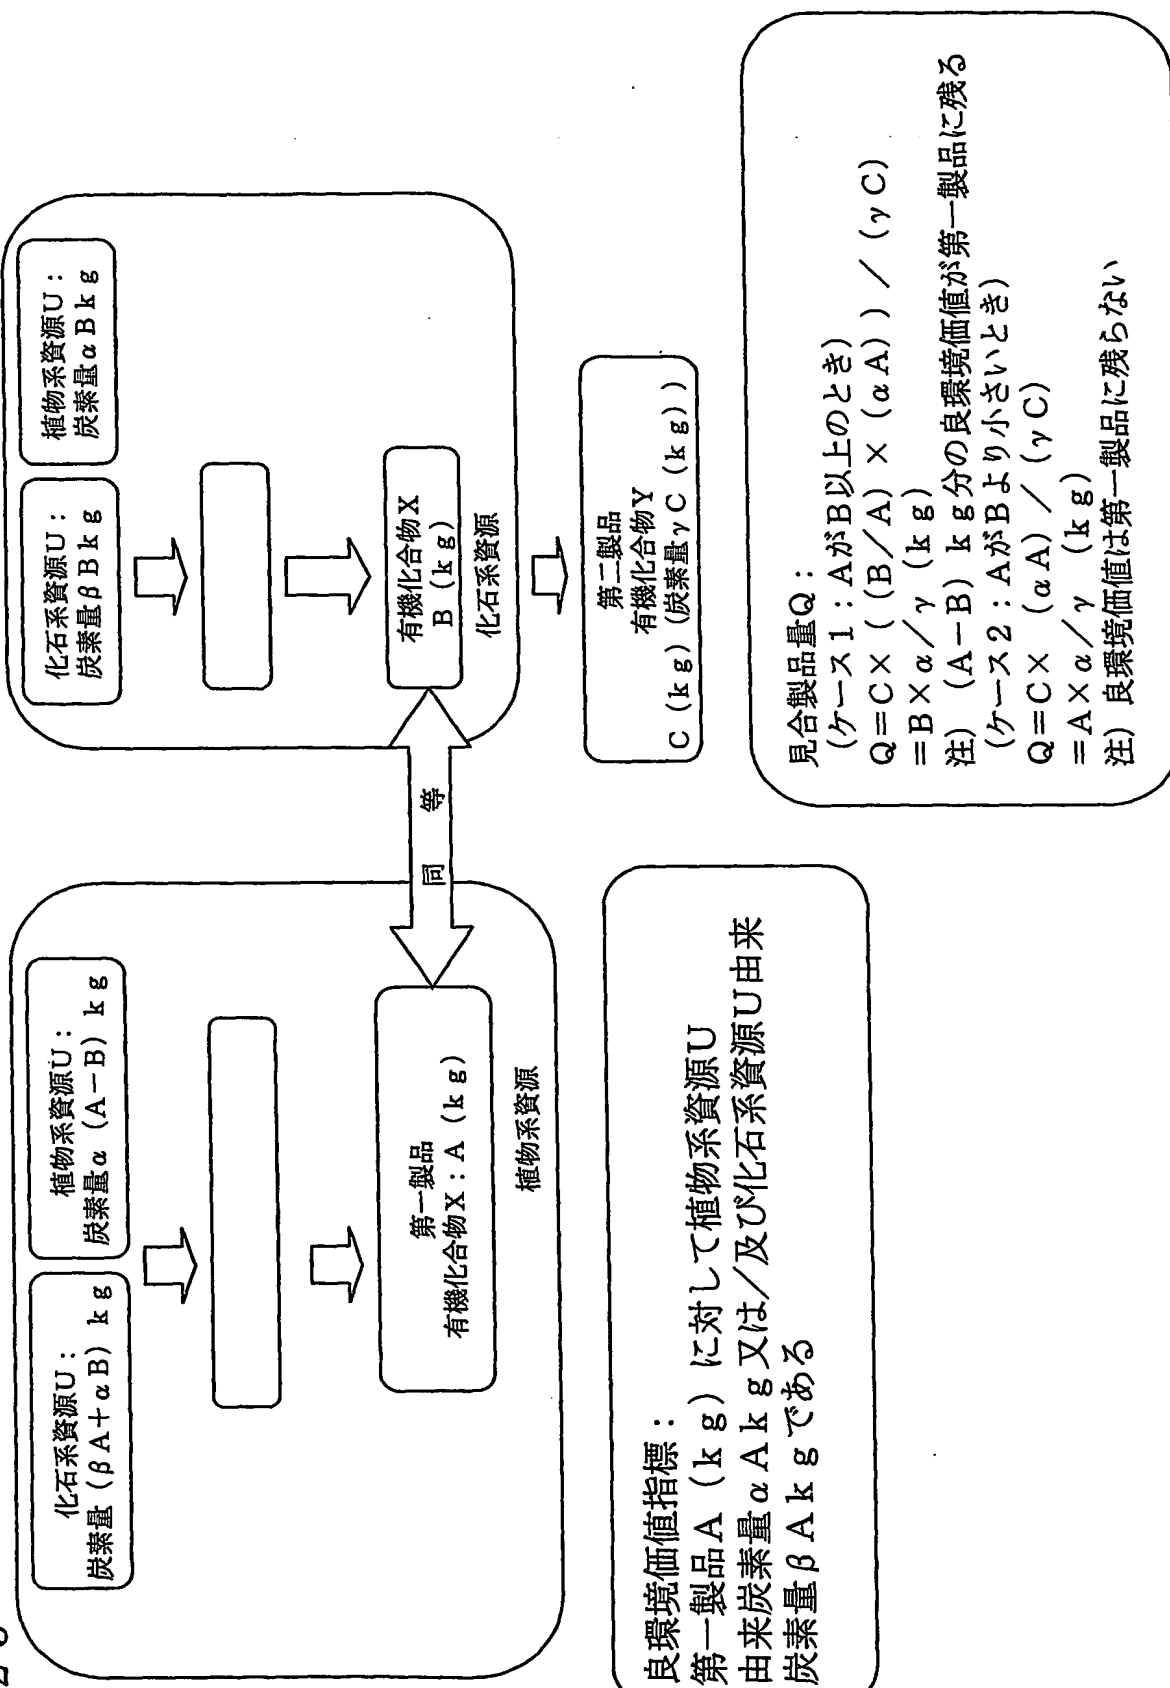 化石系資源U：
炭素量（βA＋αB）kg
植物系資源U：
炭素量α（A－B）kg
第一製品
有機化合物X：A（kg）
植物系資源
同　等
化石系資源U：
炭素量βBkg
植物系資源U：
炭素量αBkg
有機化合物X
B（kg）
化石系資源
第二製品
有機化合物Y
C（kg）（炭素量γC（kg））
良環境価値指標：
第一製品A（kg）に対して植物系資源U
由来炭素量αAkg又は/及び化石系資源U由来
炭素量βAkgである
見合製品量Q：
（ケース1：AがB以上のとき）
Q＝C×（（B/A）×（αA））／（γC）
＝B×α/γ（kg）
注）（A－B）kg分の良環境価値が第一製品に残る
（ケース2：AがBより小さいとき）
Q＝C×（αA）／（γC）
＝A×α/γ（kg）
注）良環境価値は第一製品に残らない